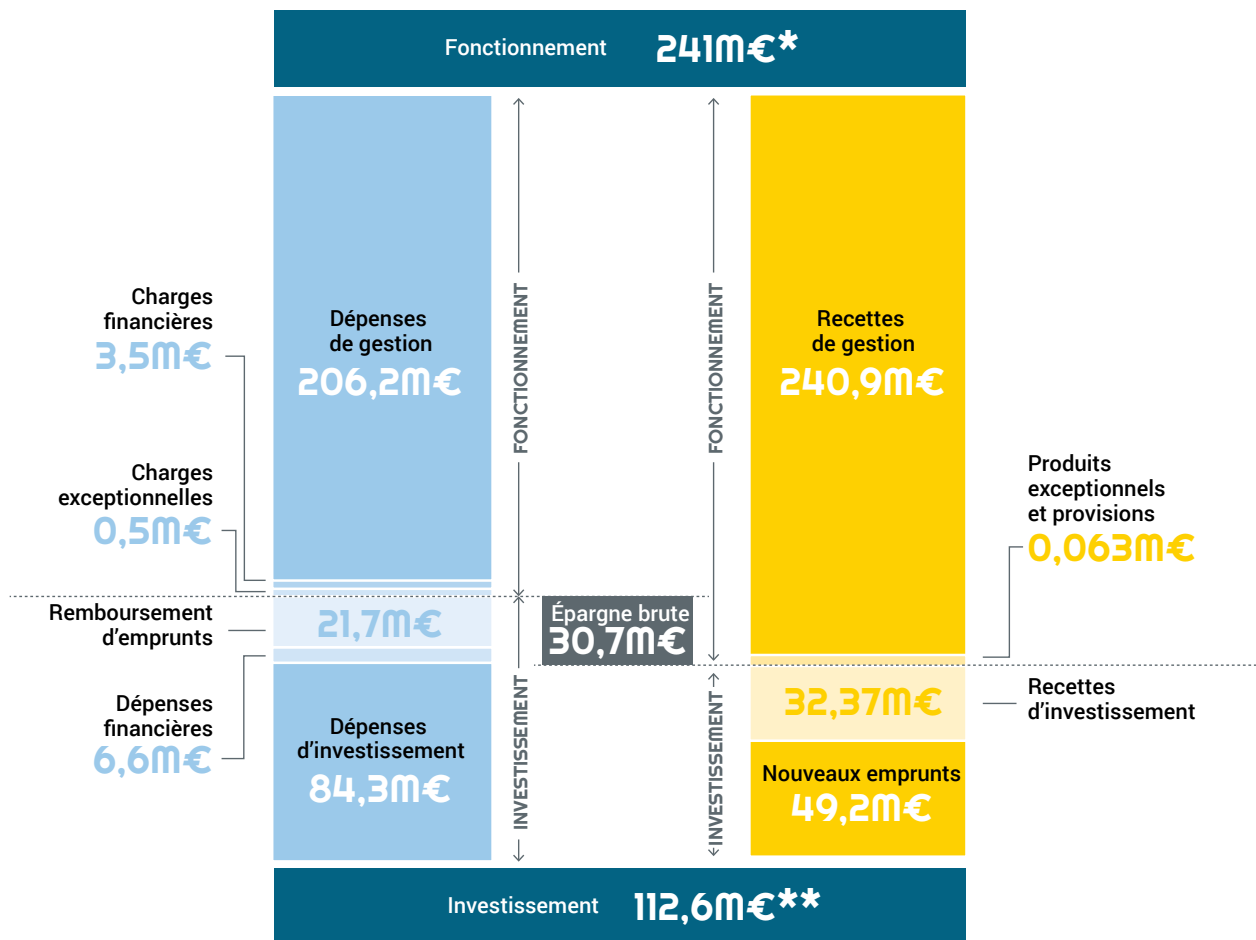 Fonctionnement 241M€*
Charges
financières
3,5M€
Charges
exceptionnelles
0,5M€
Remboursement
d'emprunts
Dépenses
financières
6,6M€
Dépenses
de gestion
206,2M€
21,7M€
Dépenses
d'investissement
84,3M€
FONCTIONNEMENT
INVESTISSEMENT
Épargne brute
30,7M€
FONCTIONNEMENT
INVESTISSEMENT
Recettes
de gestion
240,9M€
32,37M€
Nouveaux emprunts
49,2M€
Produits
exceptionnels
et provisions
0,063M€
Recettes
d'investissement
Investissement 112,6M€**